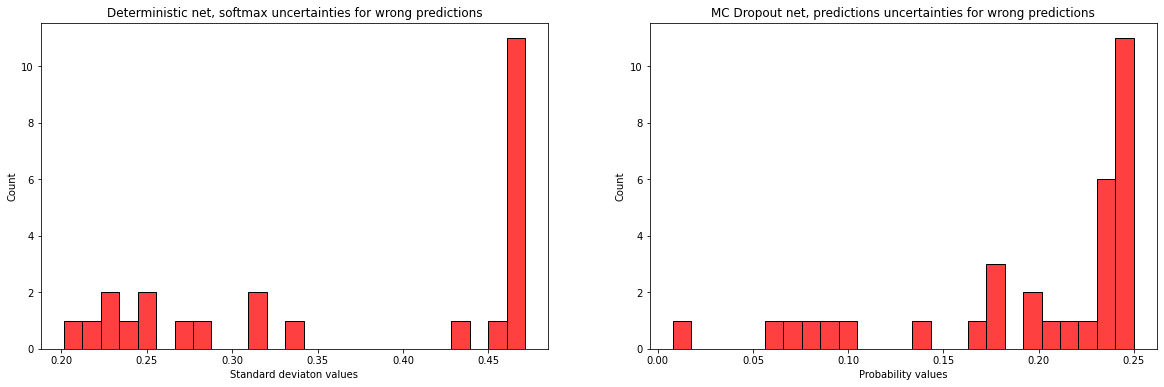 Deterministic net, softmax uncertainties for wrong predictions
10
8
6
4
2
0
Count
0.20 0.25 0.30 0.35 0.40 0.45
Standard deviaton values
MC Dropout net, predictions uncertainties for wrong predictions
10
8
6
4
2
0
Count
0.00 0.05 0.10 0.15 0.20 0.25
Probability values